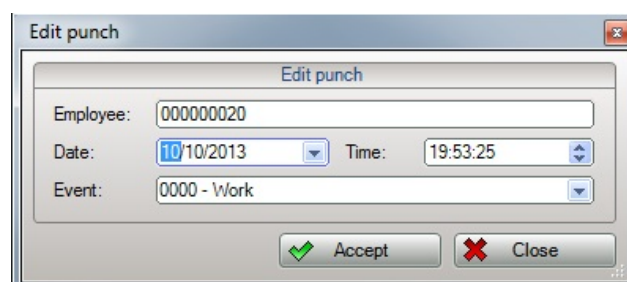 Edit punch
Edit punch
Employee: 000000020
Date: 10/10/2013 Time: 19:53:25
Event: 0000 - Work
Accept Close